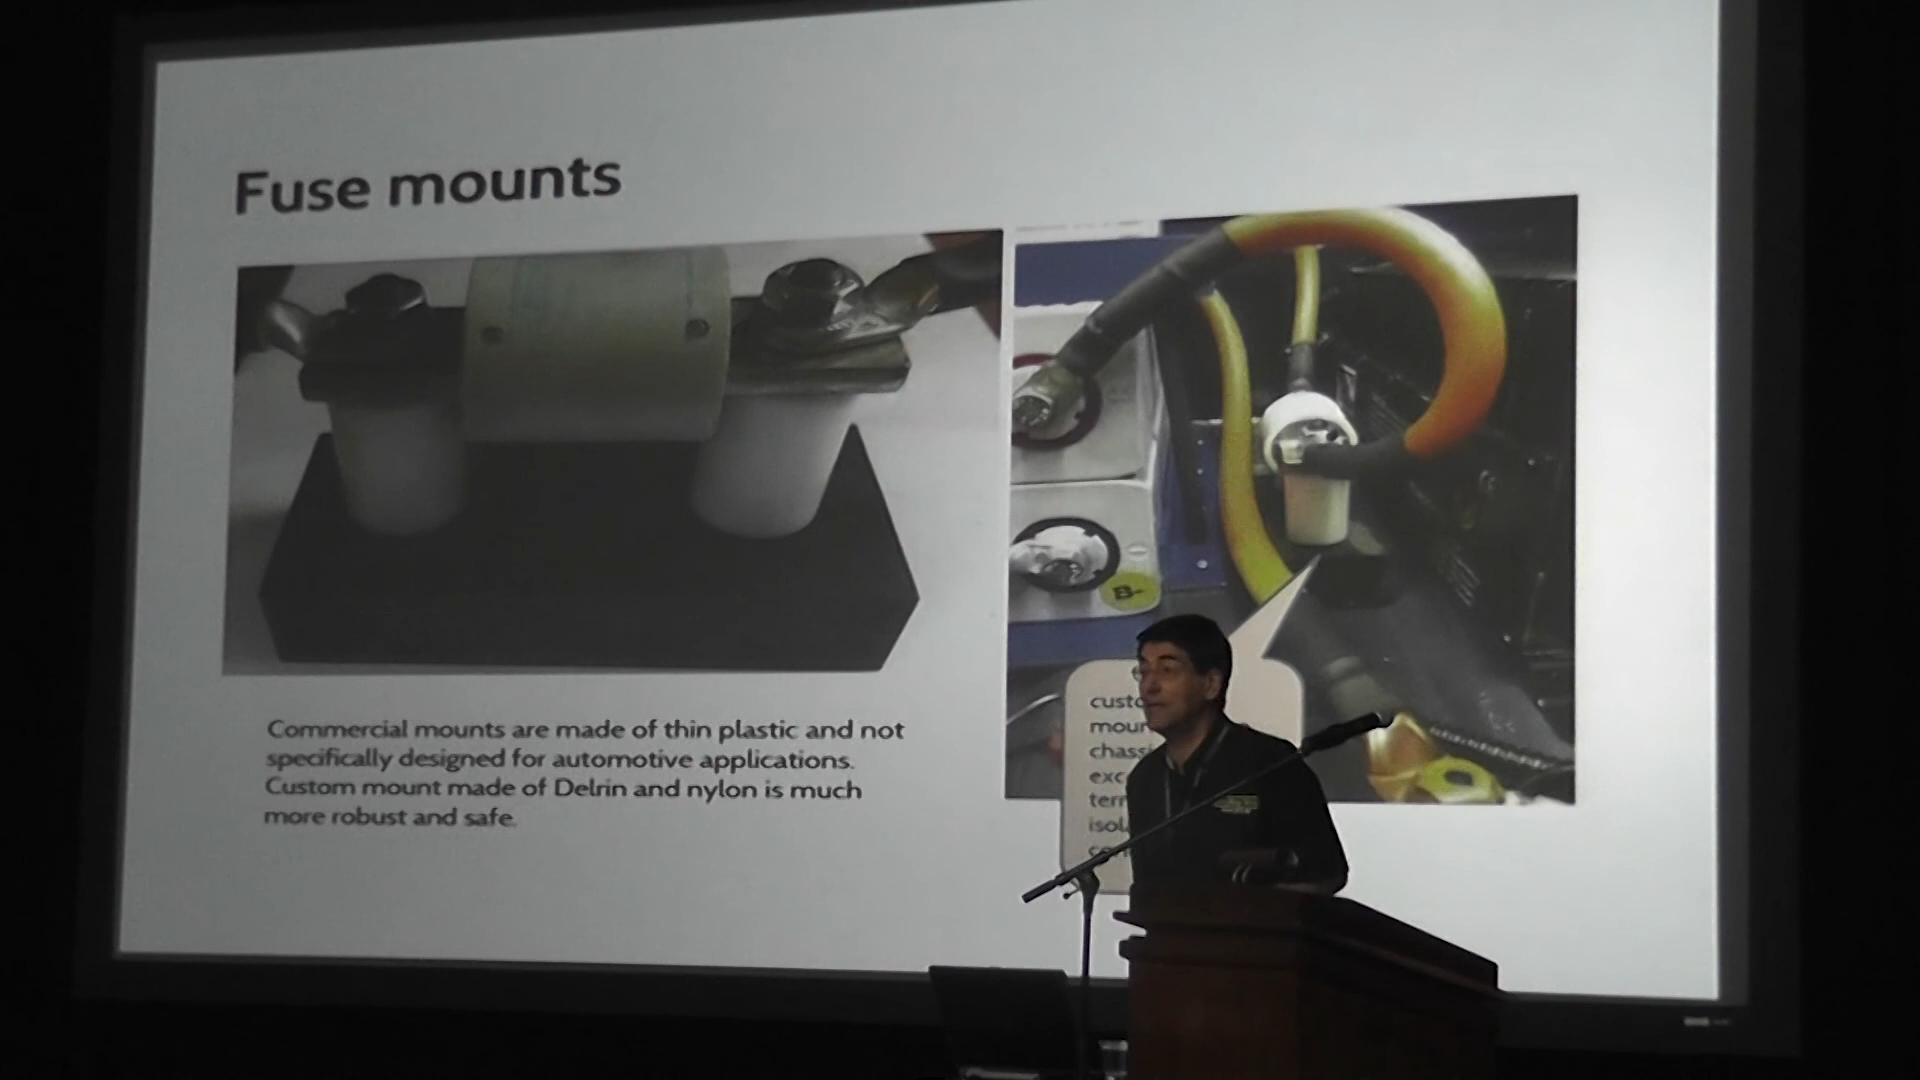 Fuse mounts
Commercial mounts are made of thin plastic and not
specifically designed for automotive applications.
Custom mount made of Delrin and nylon is much
more robust and safe.
B-